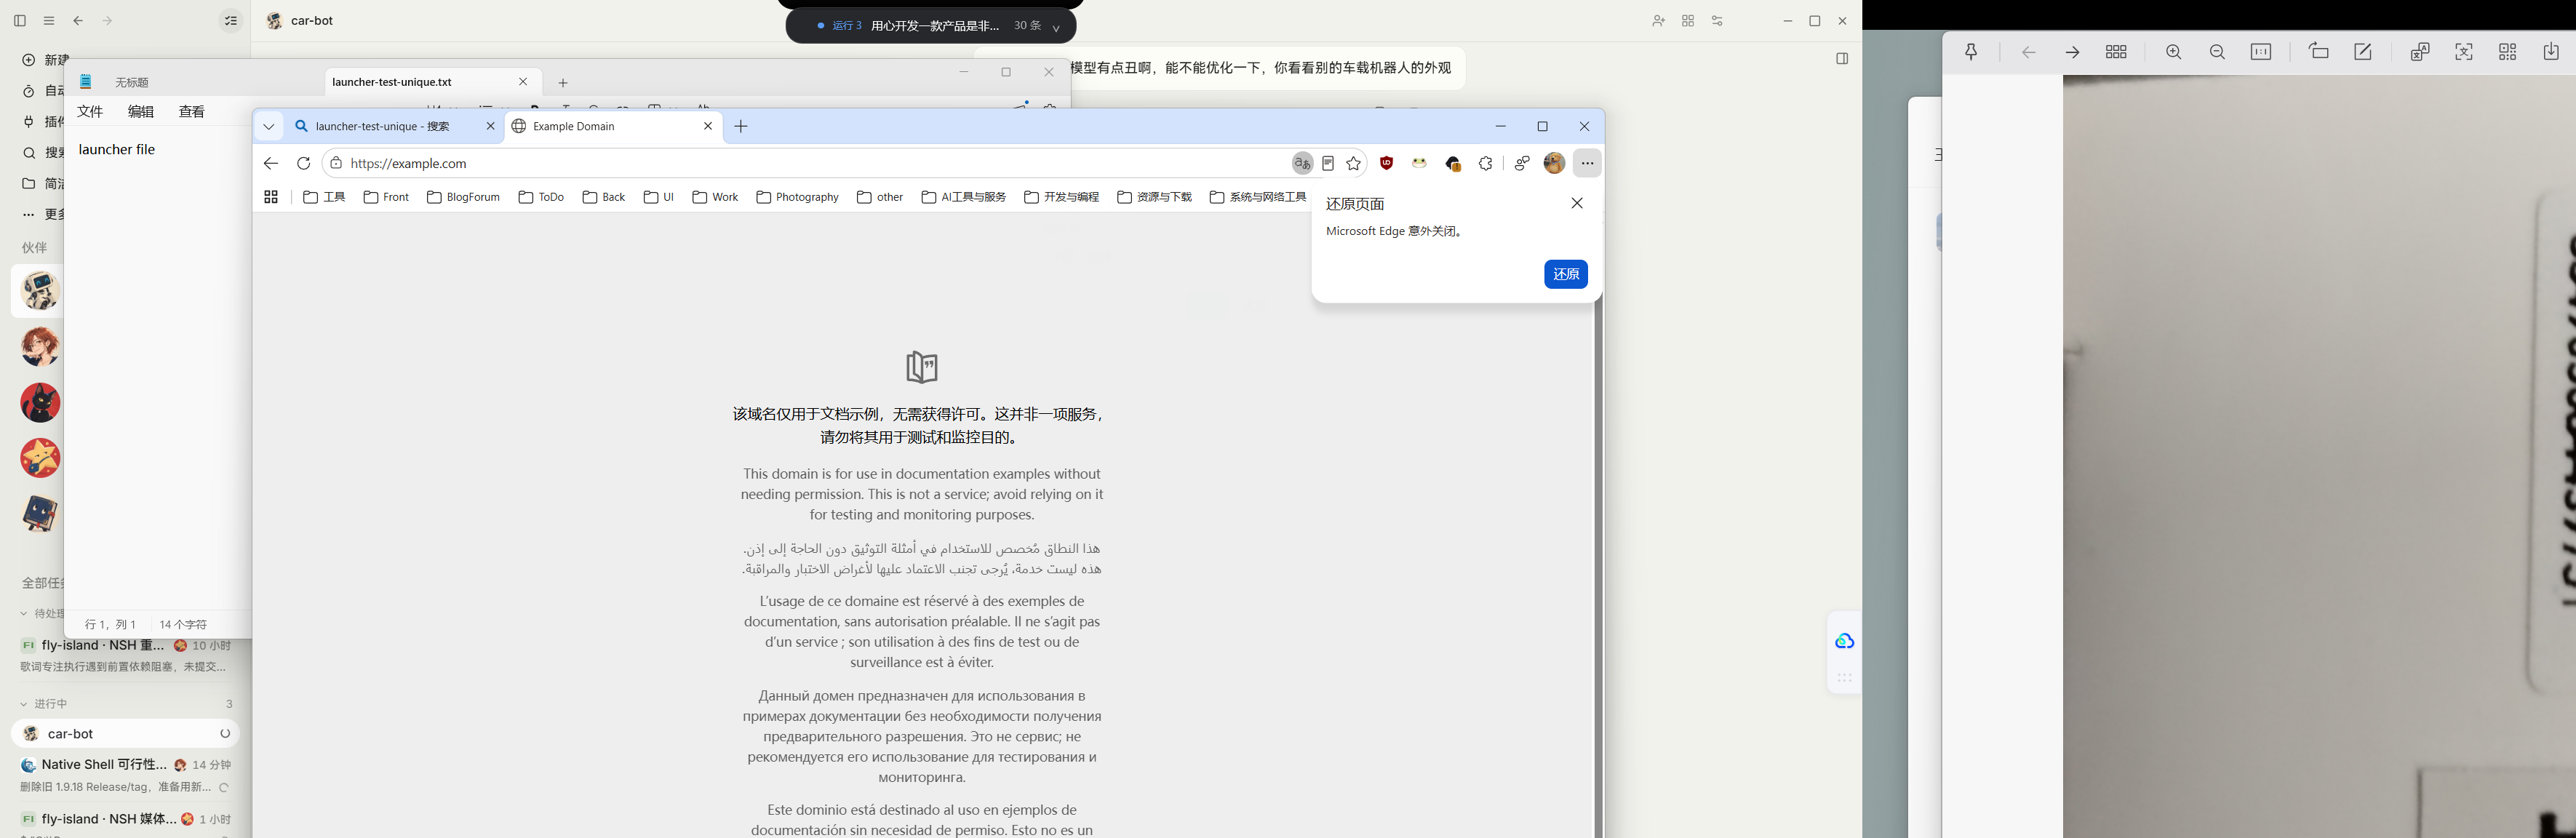 car-bot
运行 3 用心开发一款产品是非... 30 条
新建
模型有点丑啊，能不能优化一下，你看看别的车载机器人的外观
无标题
launcher-test-unique.txt
自动
文件 编辑 查看
插件
launcher-test-unique - 搜索
Example Domain
launcher file
搜索
https://example.com
简洁
工具 Front BlogForum ToDo Back UI Work Photography other AI工具与服务 开发与编程 资源与下载 系统与网络工具
更多
还原页面
Microsoft Edge 意外关闭。
还原
伙伴
该域名仅用于文档示例，无需获得许可。这并非一项服务，
请勿将其用于测试和监控目的。
This domain is for use in documentation examples without
needing permission. This is not a service; avoid relying on it
for testing and monitoring purposes.
هذا النطاق مُخصص للاستخدام في أمثلة التوثيق دون الحاجة إلى إذن.
هذه ليست خدمة، يُرجى تجنب الاعتماد عليها لأغراض الاختبار والمراقبة.
L'usage de ce domaine est réservé à des exemples de
documentation, sans autorisation préalable. Il ne s'agit pas
d'un service ; son utilisation à des fins de test ou de
surveillance est à éviter.
Данный домен предназначен для использования в
примерах документации без необходимости получения
предварительного разрешения. Это не сервис; не
рекомендуется его использование для тестирования и
мониторинга.
Este dominio está destinado al uso en ejemplos de
documentación sin necesidad de permiso. Esto no es un
全部任务
待处理
行 1，列 1 14 个字符
FI fly-island · NSH 重... 10 小时
歌词专注执行遇到前置依赖阻塞，未提交...
进行中 3
car-bot
Native Shell 可行性... 14 分钟
删除旧 1.9.18 Release/tag，准备用新...
FI fly-island · NSH 媒体... 1 小时